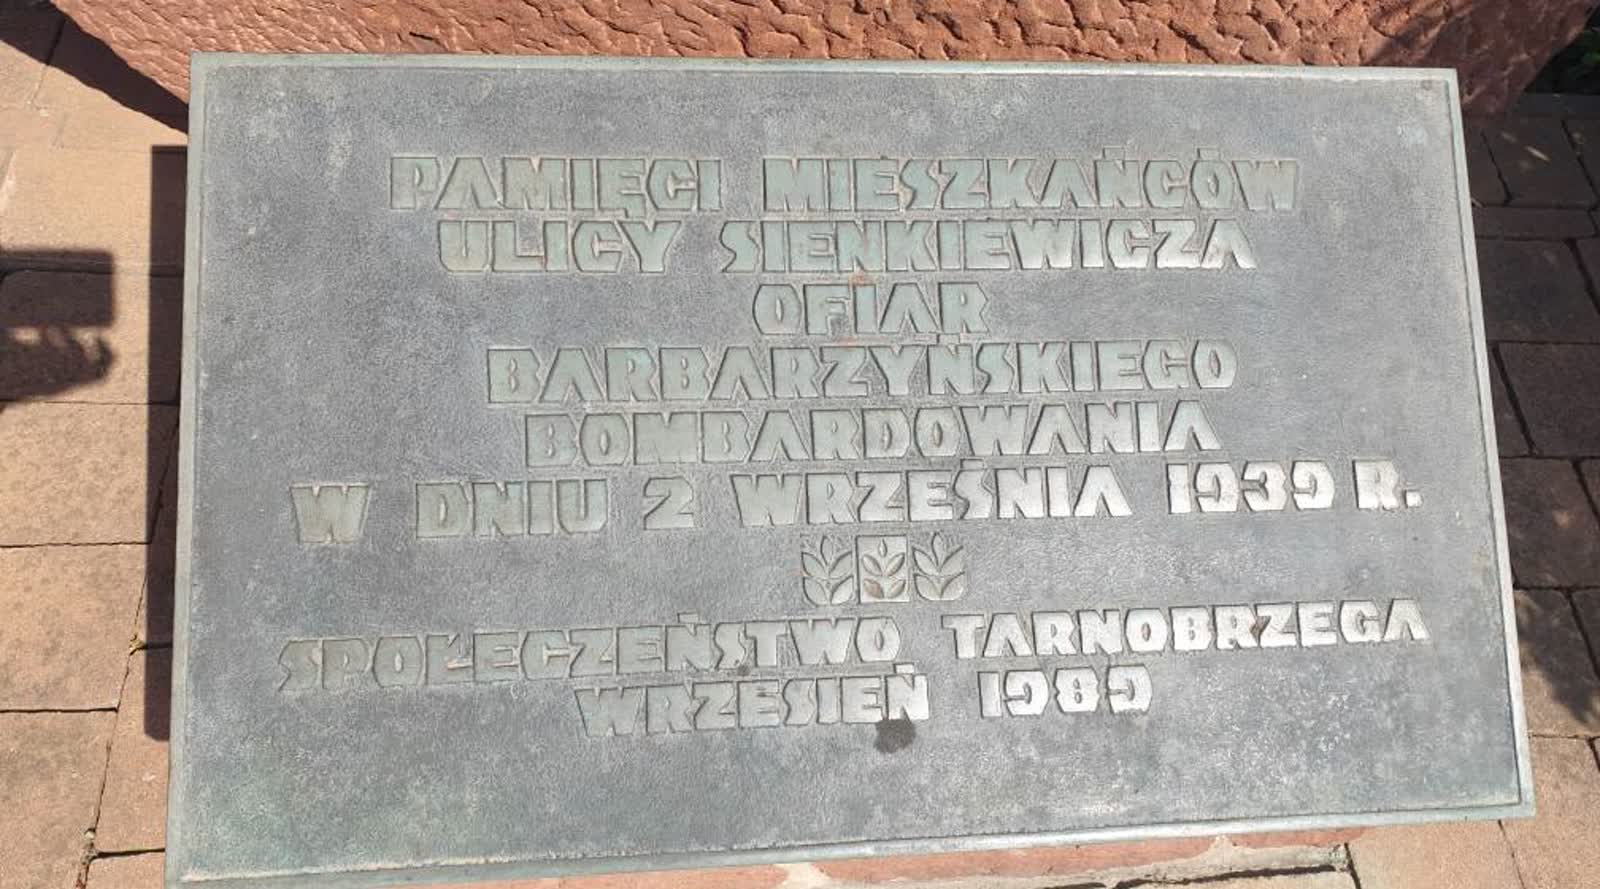 PAMIĘCI MIESZKAŃCÓW
ULICY SIENKIEWICZA
OFIAR
BARBARZYŃSKIEGO
BOMBARDOWANIA
W DNIU 2 WRZEŚNIA 1939 R.
SPOŁECZEŃSTWO TARNOBRZEGA
WRZESIEŃ 1989